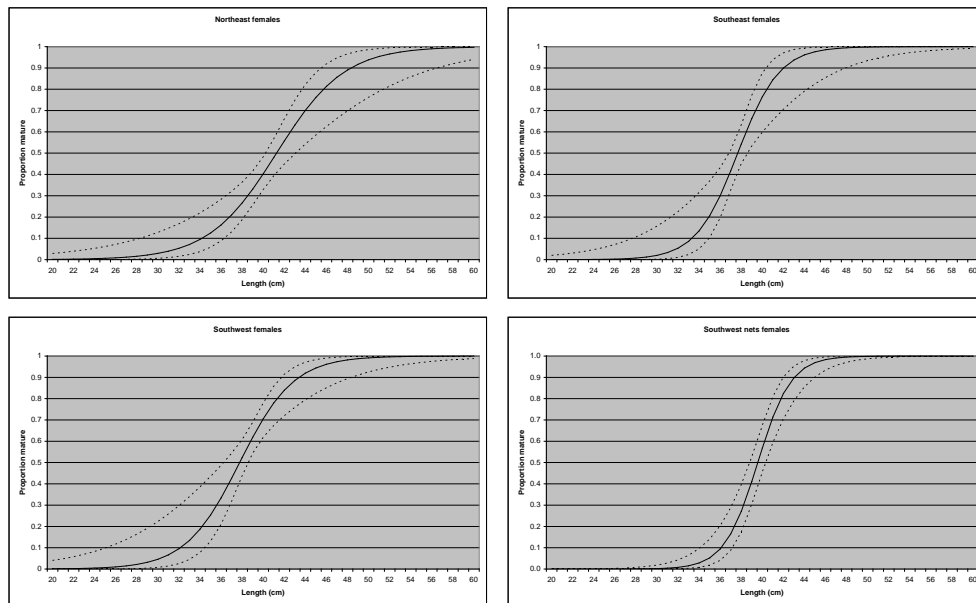 Northeast females
1
0.9
0.8
0.7
0.6
0.5
0.4
0.3
0.2
0.1
0
Proportion mature
20 22 24 26 28 30 32 34 36 38 40 42 44 46 48 50 52 54 56 58 60
Length (cm)
Southeast females
1
0.9
0.8
0.7
0.6
0.5
0.4
0.3
0.2
0.1
0
Proportion mature
20 22 24 26 28 30 32 34 36 38 40 42 44 46 48 50 52 54 56 58 60
Length (cm)
Southwest females
1
0.9
0.8
0.7
0.6
0.5
0.4
0.3
0.2
0.1
0
Proportion mature
20 22 24 26 28 30 32 34 36 38 40 42 44 46 48 50 52 54 56 58 60
Length (cm)
Southwest nets females
1.0
0.9
0.8
0.7
0.6
0.5
0.4
0.3
0.2
0.1
0.0
Proportion mature
20 22 24 26 28 30 32 34 36 38 40 42 44 46 48 50 52 54 56 58 60
Length (cm)